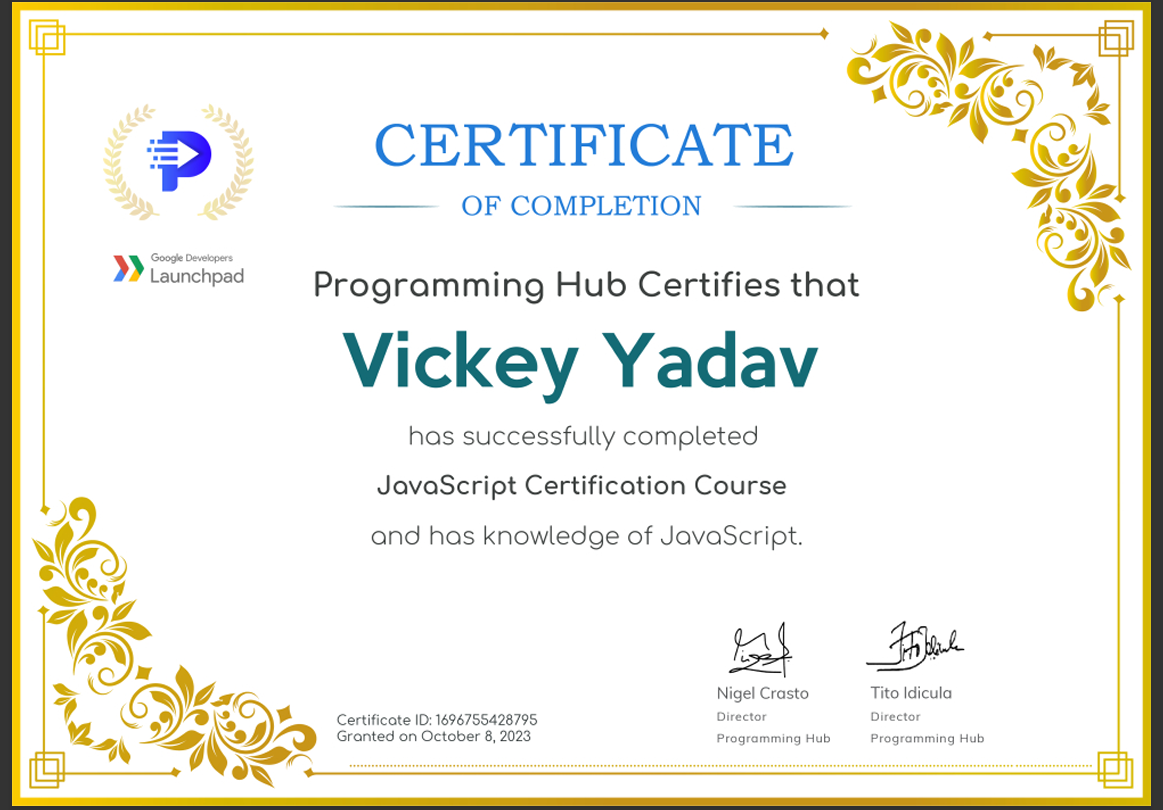 CERTIFICATE
OF COMPLETION
Google Developers
Launchpad
Programming Hub Certifies that
Vickey Yadav
has successfully completed
JavaScript Certification Course
and has knowledge of JavaScript.
Nigel Crasto
Director
Programming Hub
Tito Idicula
Director
Programming Hub
Certificate ID: 1696755428795
Granted on October 8, 2023